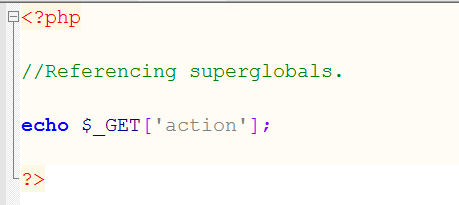 <?php
//Referencing superglobals.
echo $_GET['action'];
?>